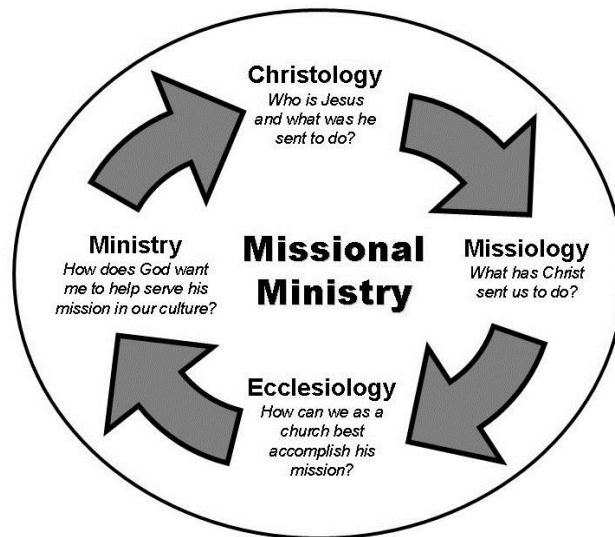 Christology
Who is Jesus
and what was he
sent to do?
Missional
Ministry
Missiology
What has Christ
sent us to do?
Ecclesiology
How can we as a
church best
accomplish his
mission?
Ministry
How does God want
me to help serve his
mission in our culture?